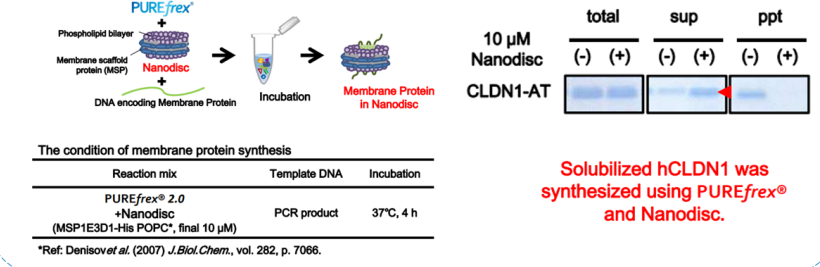 PUREfrex®
+
Phospholipid bilayer
Membrane scaffold
protein (MSP)
Nanodisc
+
DNA encoding Membrane Protein
Incubation
Membrane Protein
in Nanodisc
The condition of membrane protein synthesis
Reaction mix Template DNA Incubation
PUREfrex® 2.0
+Nanodisc
(MSP1E3D1-His POPC*, final 10 µM)
PCR product
37℃, 4 h
*Ref: Denisov et al. (2007) J.Biol.Chem., vol. 282, p. 7066.
total sup ppt
10 µM
Nanodisc
(-) (+) (-) (+) (-) (+)
CLDN1-AT
Solubilized hCLDN1 was
synthesized using PUREfrex®
and Nanodisc.